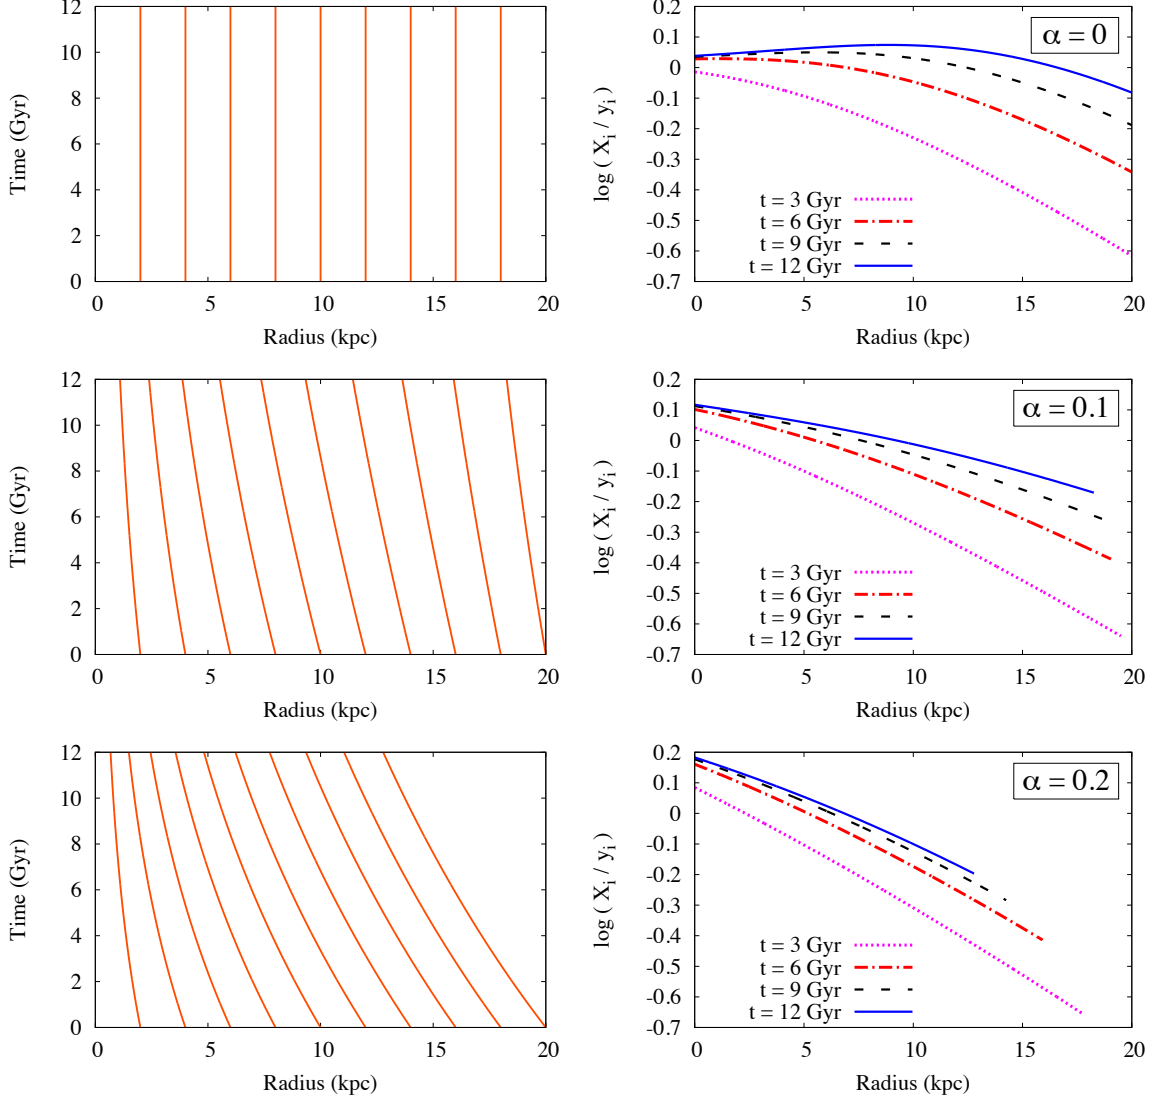 12
10
8
6
4
2
0
Time (Gyr)
0 5 10 15 20
Radius (kpc)
0.2
0.1
0
-0.1
-0.2
-0.3
-0.4
-0.5
-0.6
-0.7
log ( X_i / y_i )
α = 0
t = 3 Gyr
t = 6 Gyr
t = 9 Gyr
t = 12 Gyr
0 5 10 15 20
Radius (kpc)
12
10
8
6
4
2
0
Time (Gyr)
0 5 10 15 20
Radius (kpc)
0.2
0.1
0
-0.1
-0.2
-0.3
-0.4
-0.5
-0.6
-0.7
log ( X_i / y_i )
α = 0.1
t = 3 Gyr
t = 6 Gyr
t = 9 Gyr
t = 12 Gyr
0 5 10 15 20
Radius (kpc)
12
10
8
6
4
2
0
Time (Gyr)
0 5 10 15 20
Radius (kpc)
0.2
0.1
0
-0.1
-0.2
-0.3
-0.4
-0.5
-0.6
-0.7
log ( X_i / y_i )
α = 0.2
t = 3 Gyr
t = 6 Gyr
t = 9 Gyr
t = 12 Gyr
0 5 10 15 20
Radius (kpc)